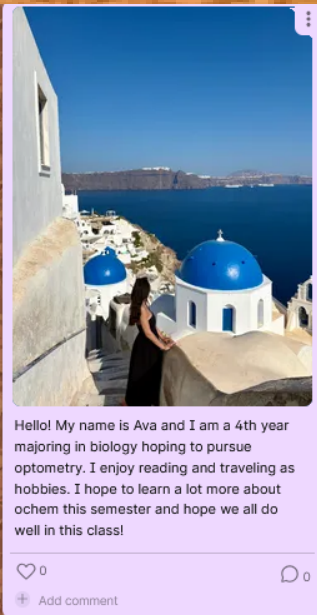 Hello! My name is Ava and I am a 4th year
majoring in biology hoping to pursue
optometry. I enjoy reading and traveling as
hobbies. I hope to learn a lot more about
ochem this semester and hope we all do
well in this class!
0
0
Add comment